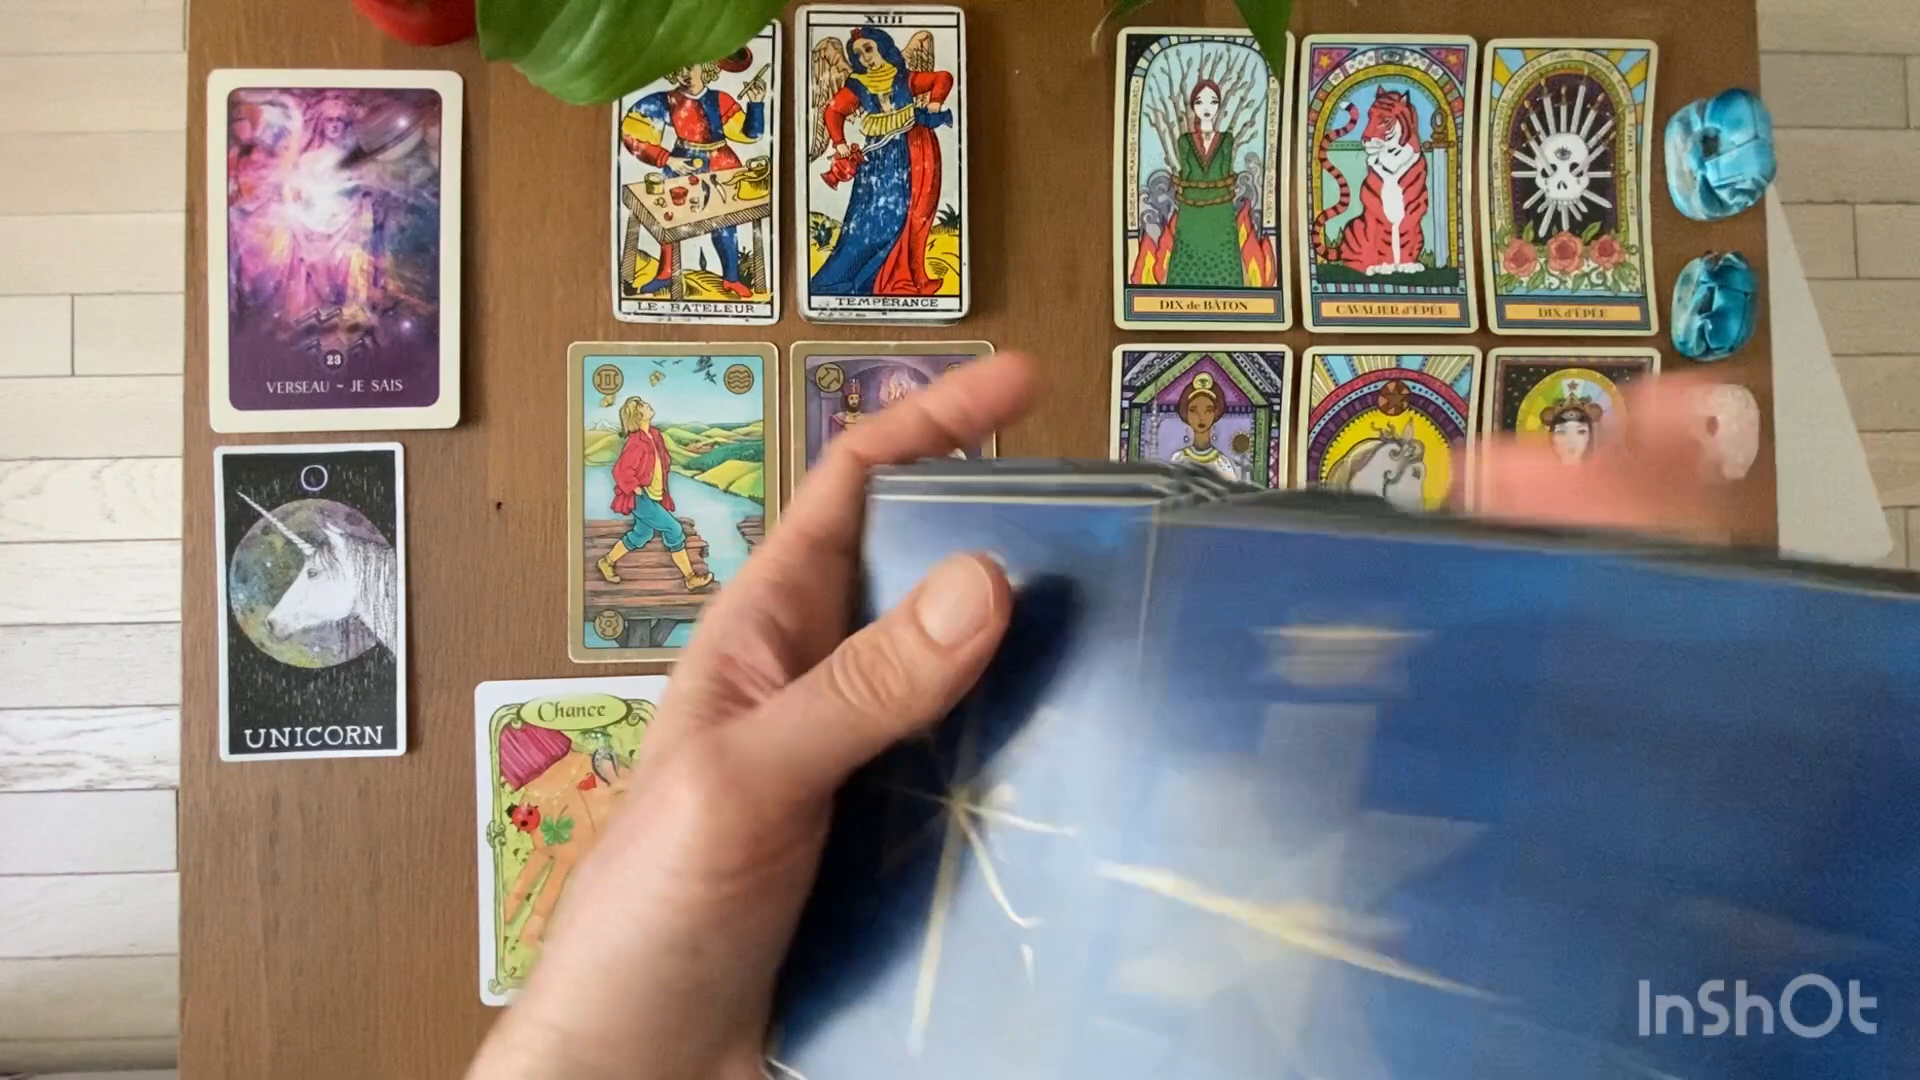 23
VERSEAU - JE SAIS
UNICORN
LE·BATELEUR
XIIII
TEMPÉRANCE
Chance
DIX de BÂTON
CAVALIER d'ÉPÉE
DIX d'ÉPÉE
InShOt